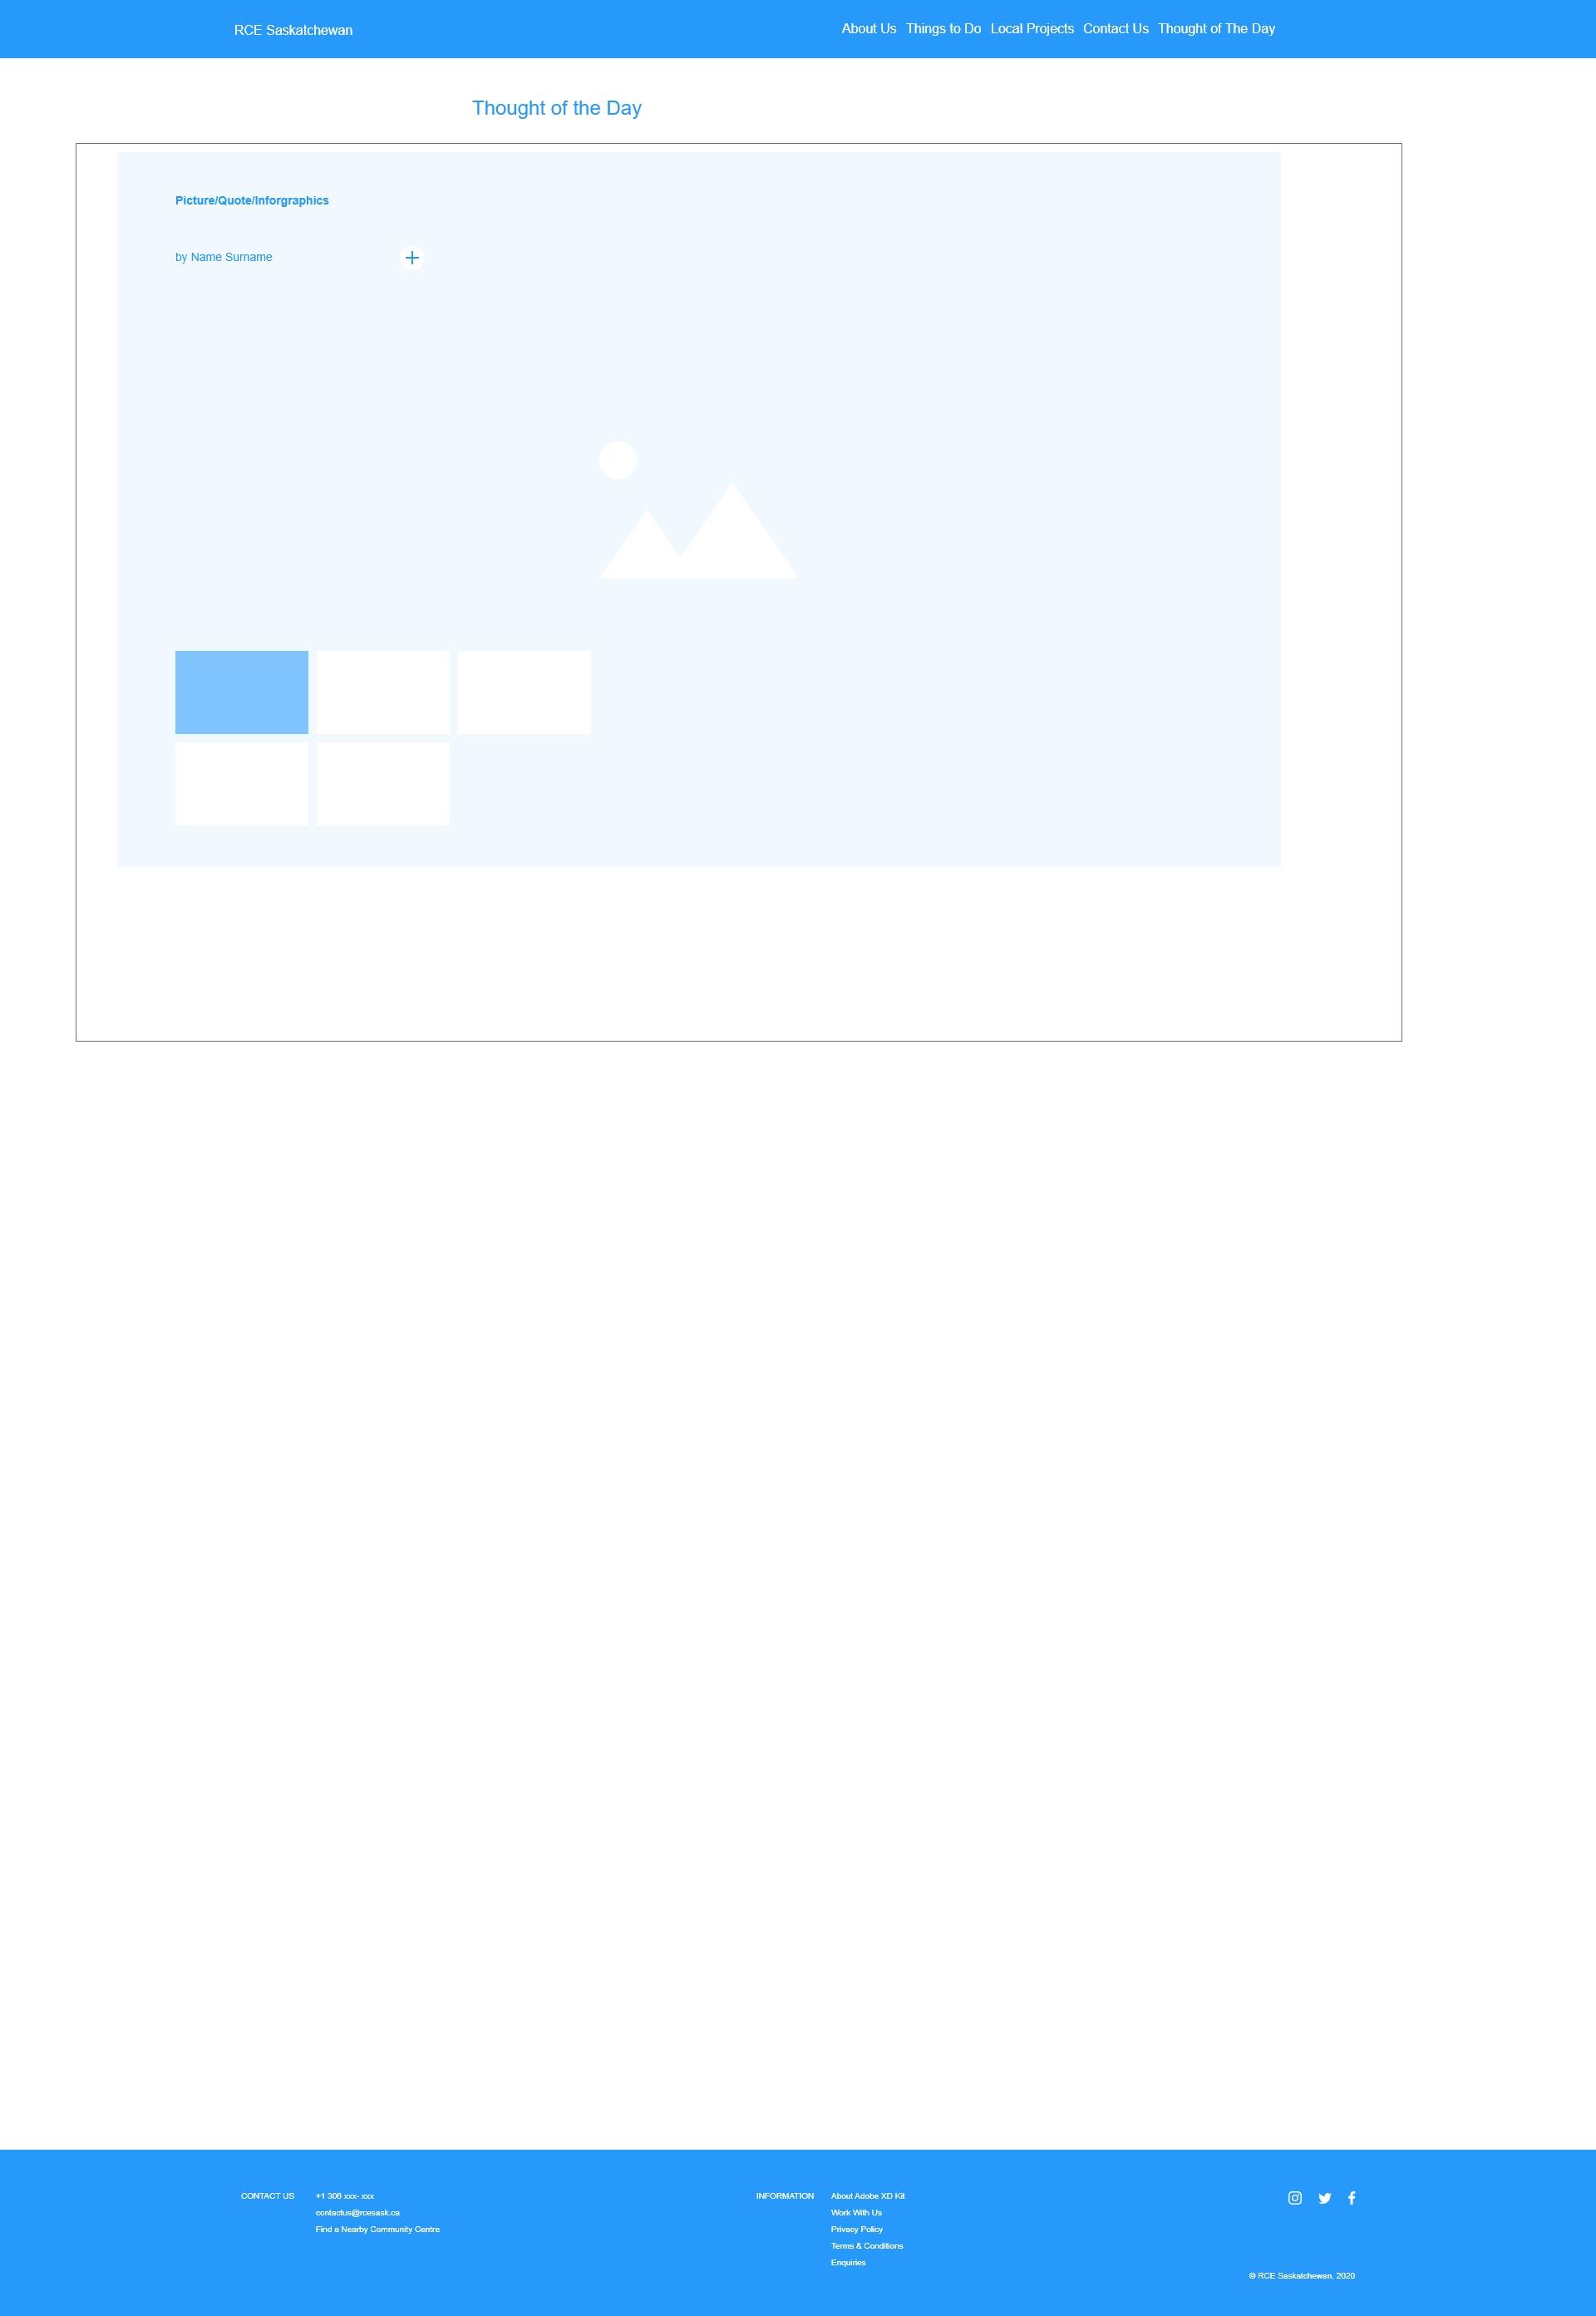 RCE Saskatchewan
About Us Things to Do Local Projects Contact Us Thought of The Day
Thought of the Day
Picture/Quote/Inforgraphics
by Name Surname
CONTACT US
+1 306 xxx- xxx
contactus@rcesask.ca
Find a Nearby Community Centre
INFORMATION
About Adobe XD Kit
Work With Us
Privacy Policy
Terms & Conditions
Enquiries
© RCE Saskatchewan, 2020